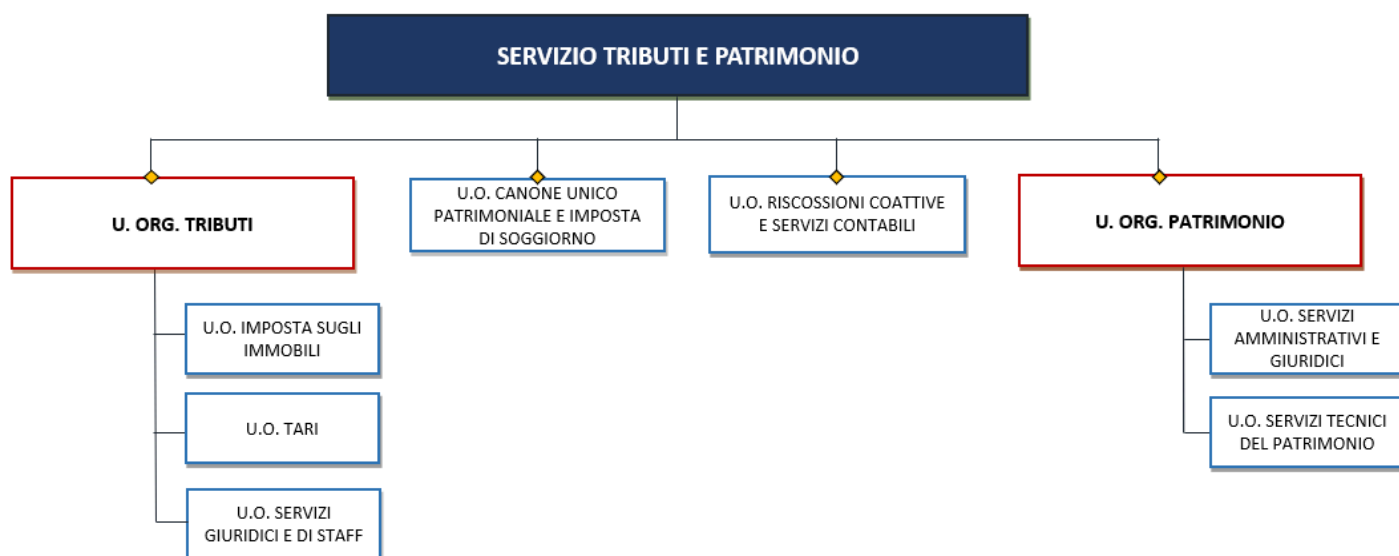 SERVIZIO TRIBUTI E PATRIMONIO
U. ORG. TRIBUTI
U.O. CANONE UNICO
PATRIMONIALE E IMPOSTA
DI SOGGIORNO
U.O. RISCOSSIONI COATTIVE
E SERVIZI CONTABILI
U. ORG. PATRIMONIO
U.O. IMPOSTA SUGLI
IMMOBILI
U.O. TARI
U.O. SERVIZI
GIURIDICI E DI STAFF
U.O. SERVIZI
AMMINISTRATIVI E
GIURIDICI
U.O. SERVIZI TECNICI
DEL PATRIMONIO